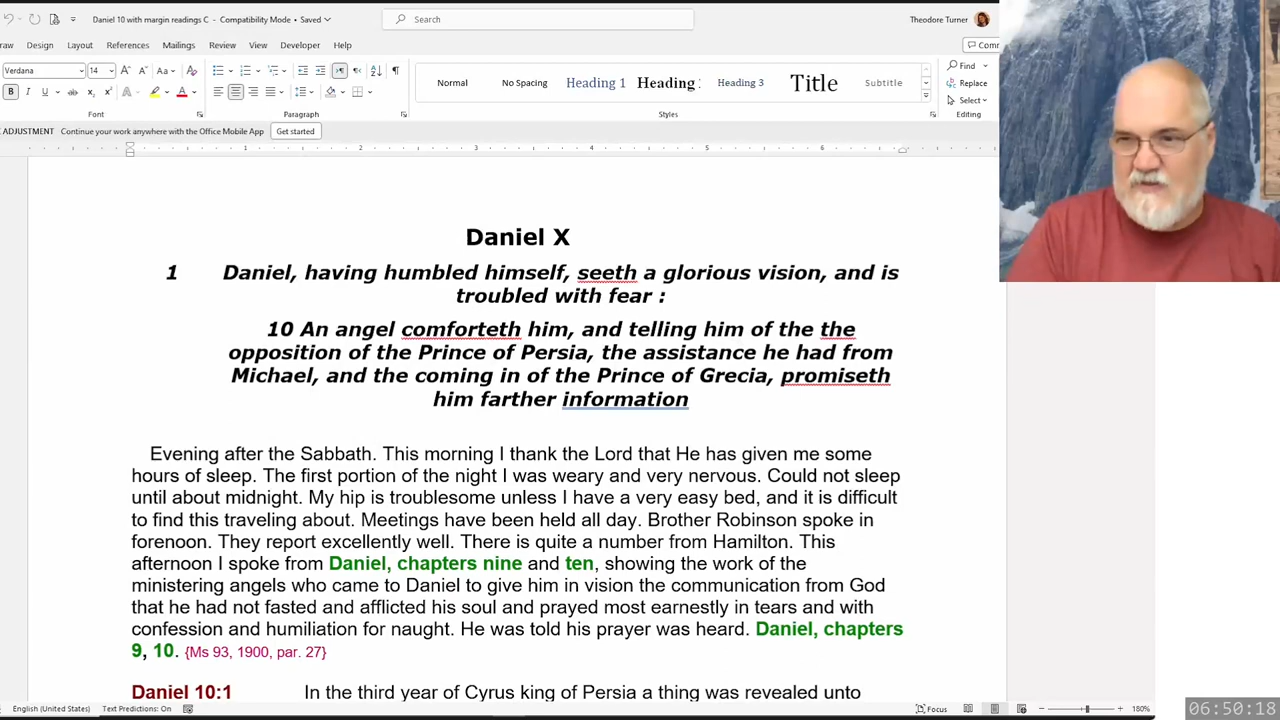 Daniel 10 with margin readings C - Compatibility Mode • Saved
Search
Theodore Turner
raw Design Layout References Mailings Review View Developer Help
Comm
Verdana 14
Normal No Spacing Heading 1 Heading Heading 3 Title Subtitle
Find
Replace
Select
Font Paragraph Styles Editing
ADJUSTMENT Continue your work anywhere with the Office Mobile App Get started
1 2 3 4 5 6
Daniel X
1 Daniel, having humbled himself, seeth a glorious vision, and is
troubled with fear :
10 An angel comforteth him, and telling him of the the
opposition of the Prince of Persia, the assistance he had from
Michael, and the coming in of the Prince of Grecia, promiseth
him farther information
Evening after the Sabbath. This morning I thank the Lord that He has given me some
hours of sleep. The first portion of the night I was weary and very nervous. Could not sleep
until about midnight. My hip is troublesome unless I have a very easy bed, and it is difficult
to find this traveling about. Meetings have been held all day. Brother Robinson spoke in
forenoon. They report excellently well. There is quite a number from Hamilton. This
afternoon I spoke from Daniel, chapters nine and ten, showing the work of the
ministering angels who came to Daniel to give him in vision the communication from God
that he had not fasted and afflicted his soul and prayed most earnestly in tears and with
confession and humiliation for naught. He was told his prayer was heard. Daniel, chapters
9, 10. {Ms 93, 1900, par. 27}
Daniel 10:1 In the third year of Cyrus king of Persia a thing was revealed unto
English (United States) Text Predictions: On Focus 180%
06:50:18